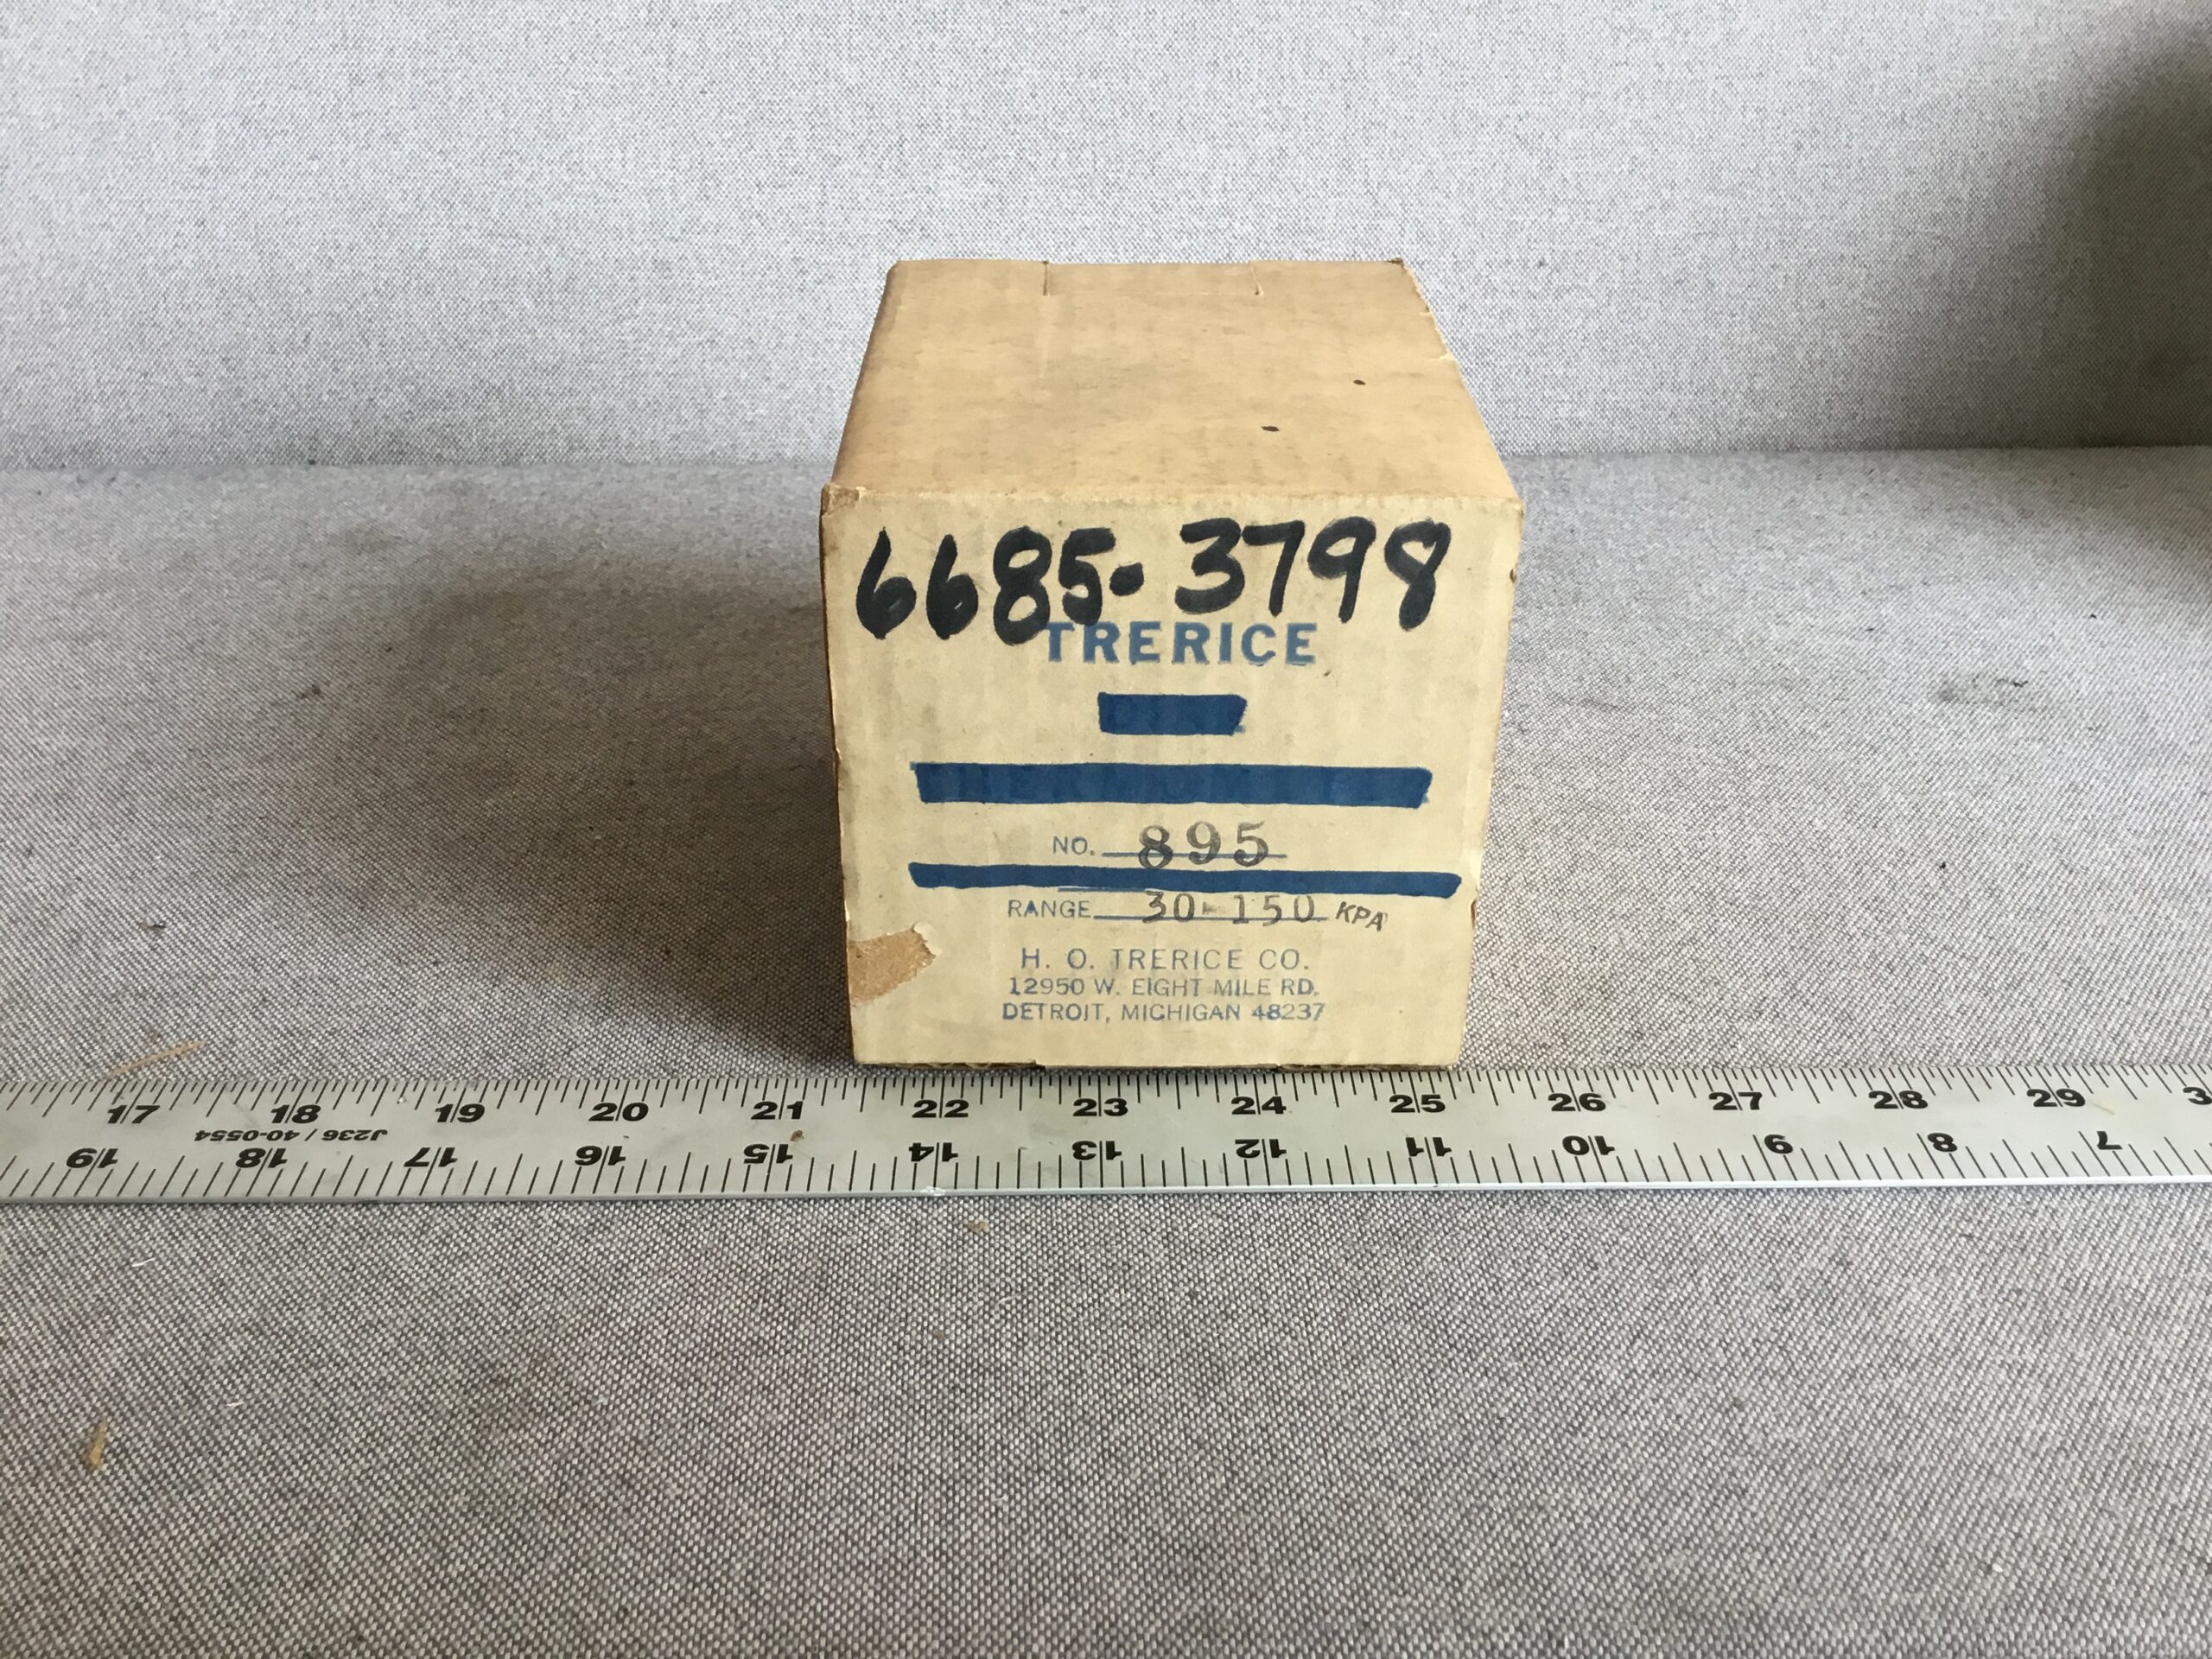 6685-3798
TRERICE
NO. 895
RANGE 30-150 KPA
H. O. TRERICE CO.
12950 W. EIGHT MILE RD.
DETROIT, MICHIGAN 48237
17 18 19 20 21 22 23 24 25 26 27 28 29 3
J236 / 40-0554
19 18 17 16 15 14 13 12 11 10 9 8 7